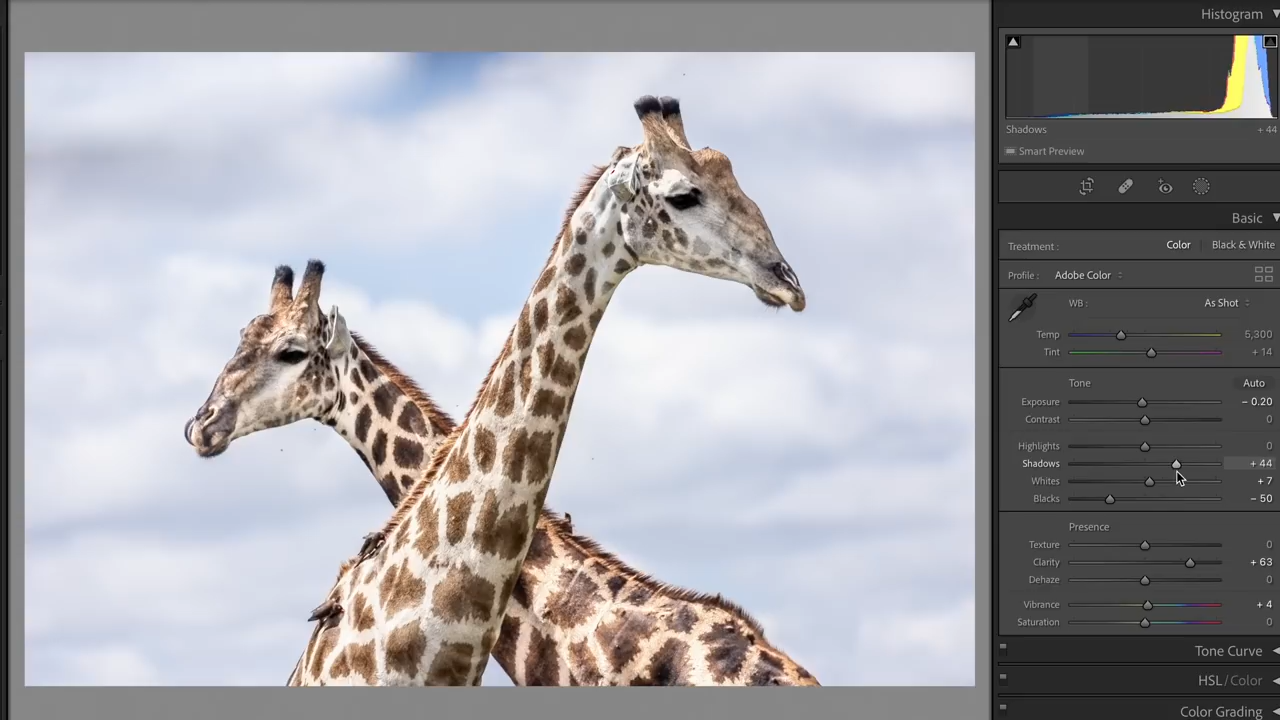 Histogram
Shadows + 44
Smart Preview
Basic
Treatment : Color Black & White
Profile : Adobe Color
WB : As Shot
Temp 5,300
Tint + 14
Tone Auto
Exposure − 0.20
Contrast 0
Highlights 0
Shadows + 44
Whites + 7
Blacks − 50
Presence
Texture 0
Clarity + 63
Dehaze 0
Vibrance + 4
Saturation 0
Tone Curve
HSL / Color
Color Grading